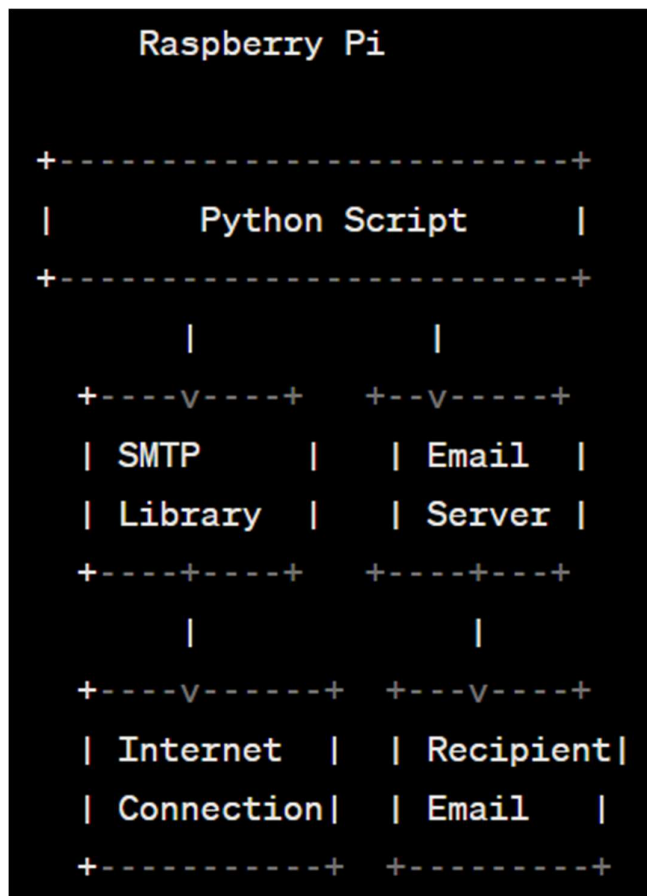 Raspberry Pi
+-------------------------+
|       Python Script     |
+-------------------------+
       |           |
  +----v----+   +--v-----+
  | SMTP     |   | Email  |
  | Library  |   | Server |
  +----+----+   +----+---+
       |             |
  +----v------+  +---v----+
  | Internet  |  | Recipient|
  | Connection|  | Email   |
  +-----------+  +---------+